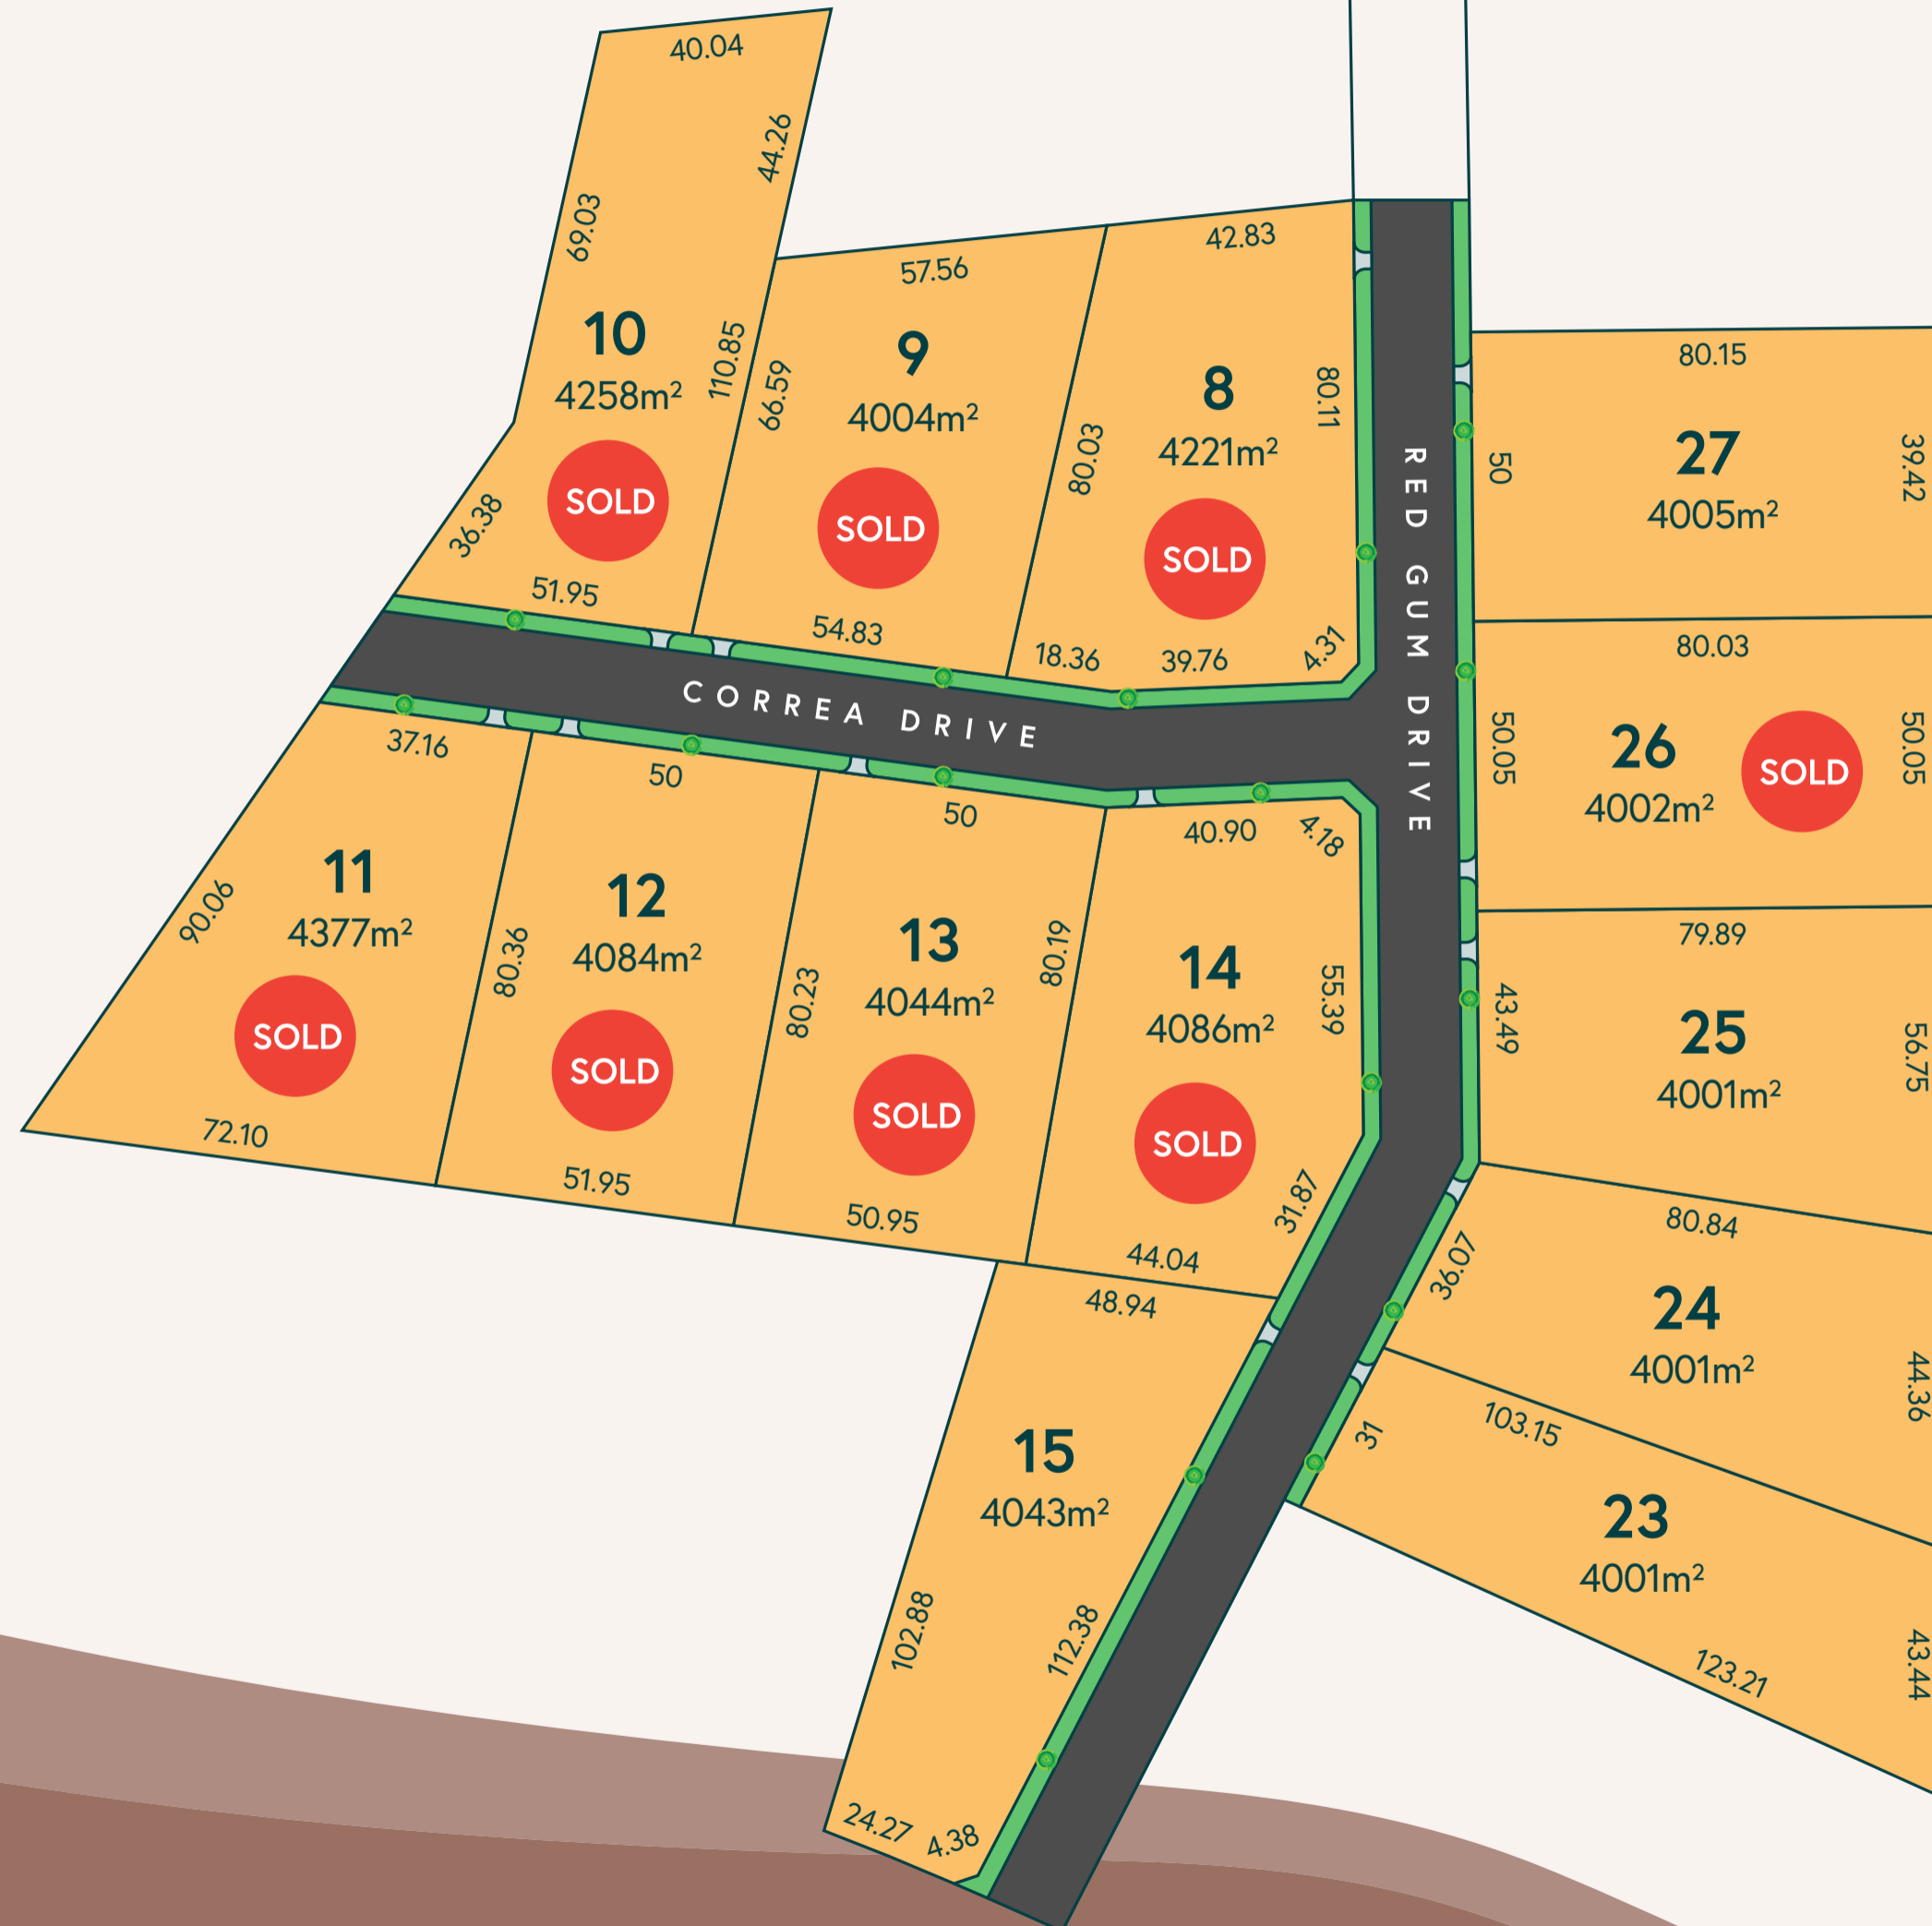 40.04
44.26
69.03
10
4258m²
110.85
36.38
51.95
SOLD
57.56
9
4004m²
66.59
54.83
SOLD
42.83
8
4221m²
80.03
80.11
18.36
39.76
4.31
SOLD
RED GUM DRIVE
CORREA DRIVE
80.15
27
4005m²
50
39.42
80.03
26
4002m²
50.05
50.05
SOLD
79.89
25
4001m²
43.49
56.75
37.16
11
4377m²
90.06
72.10
SOLD
50
12
4084m²
80.36
51.95
SOLD
50
13
4044m²
80.23
80.19
50.95
SOLD
40.90
4.18
14
4086m²
55.39
31.87
44.04
SOLD
80.84
24
4001m²
36.07
44.36
48.94
15
4043m²
102.88
112.38
24.27
4.38
103.15
31
23
4001m²
123.21
43.44